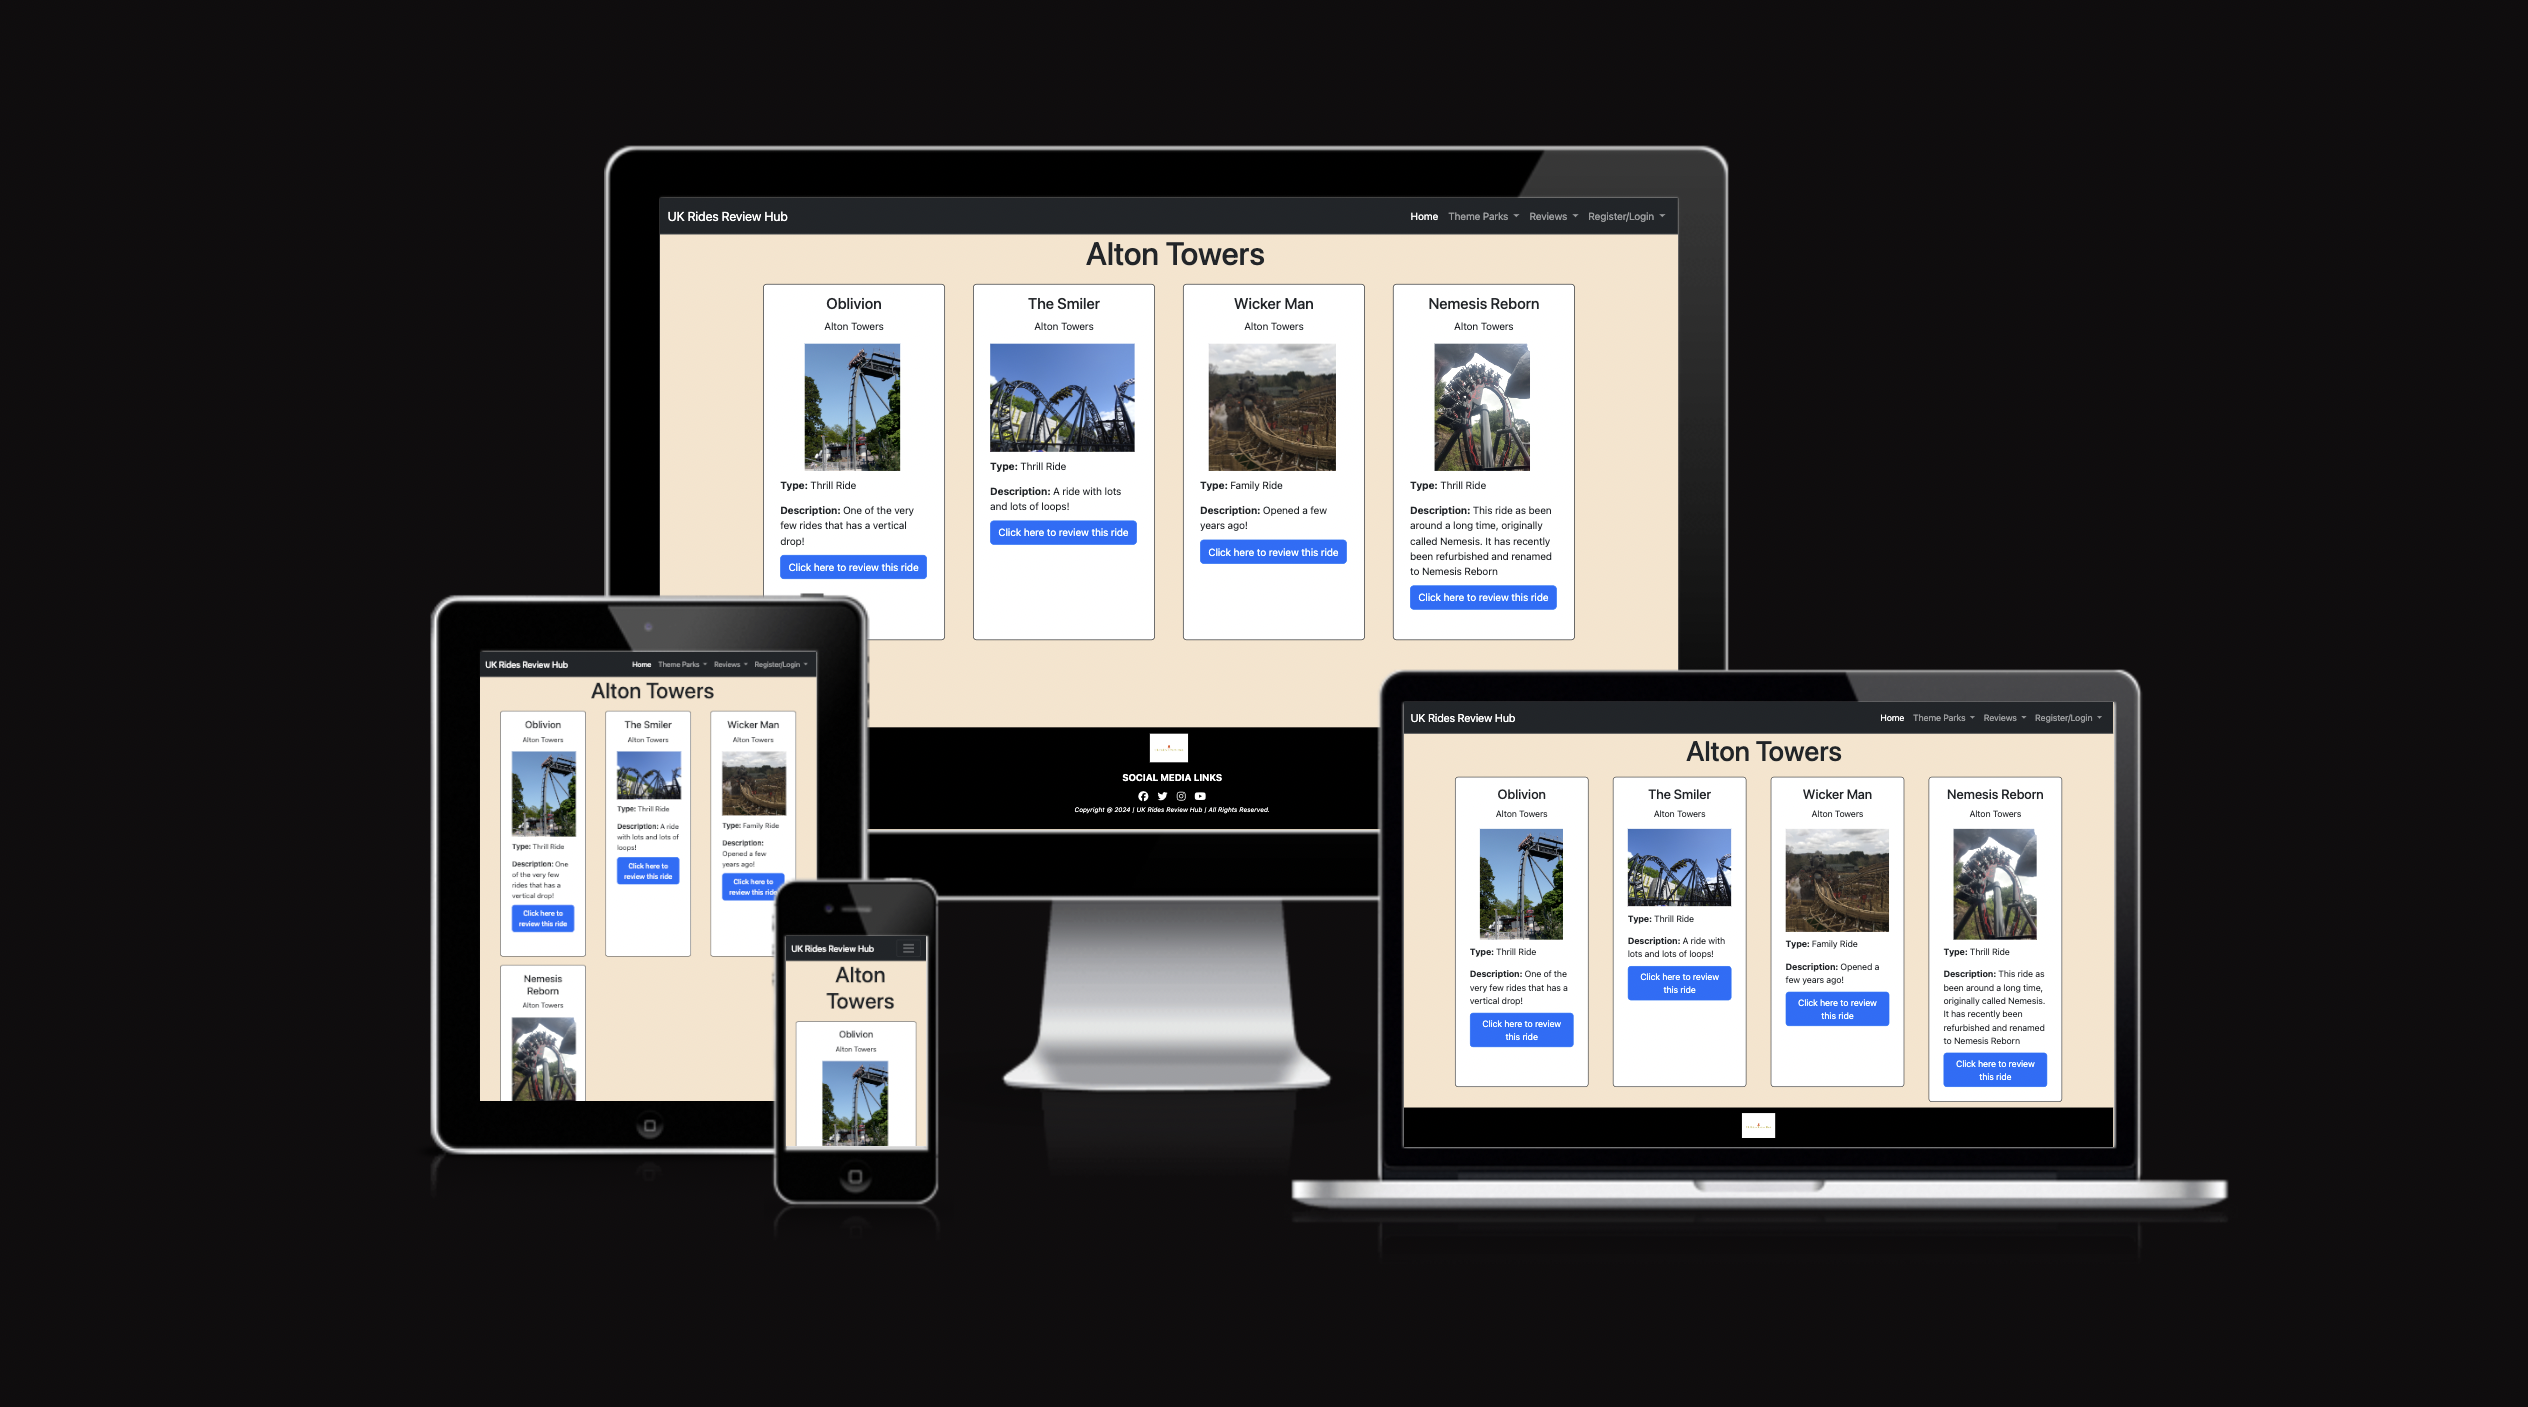 UK Rides Review Hub
Home Theme Parks Reviews Register/Login
Alton Towers
Oblivion
Alton Towers
Type: Thrill Ride
Description: One of the very
few rides that has a vertical
drop!
Click here to review this ride
The Smiler
Alton Towers
Type: Thrill Ride
Description: A ride with lots
and lots of loops!
Click here to review this ride
Wicker Man
Alton Towers
Type: Family Ride
Description: Opened a few
years ago!
Click here to review this ride
Nemesis Reborn
Alton Towers
Type: Thrill Ride
Description: This ride as been
around a long time, originally
called Nemesis. It has recently
been refurbished and renamed
to Nemesis Reborn
Click here to review this ride
SOCIAL MEDIA LINKS
Copyright @ 2024 | UK Rides Review Hub | All Rights Reserved.
UK Rides Review Hub
Home Theme Parks Reviews Register/Login
Alton Towers
Oblivion
Alton Towers
Type: Thrill Ride
Description: One
of the very few
rides that has a
vertical drop!
Click here to
review this ride
The Smiler
Alton Towers
Type: Thrill Ride
Description: A ride
with lots and lots of
loops!
Click here to
review this ride
Wicker Man
Alton Towers
Type: Family Ride
Description:
Opened a few
years ago!
Click here to
review this ride
Nemesis
Reborn
Alton Towers
UK Rides Review Hub
Alton
Towers
Oblivion
Alton Towers
UK Rides Review Hub
Home Theme Parks Reviews Register/Login
Alton Towers
Oblivion
Alton Towers
Type: Thrill Ride
Description: One of the
very few rides that has a
vertical drop!
Click here to review
this ride
The Smiler
Alton Towers
Type: Thrill Ride
Description: A ride with
lots and lots of loops!
Click here to review
this ride
Wicker Man
Alton Towers
Type: Family Ride
Description: Opened a
few years ago!
Click here to review
this ride
Nemesis Reborn
Alton Towers
Type: Thrill Ride
Description: This ride as
been around a long time,
originally called Nemesis.
It has recently been
refurbished and renamed
to Nemesis Reborn
Click here to review
this ride